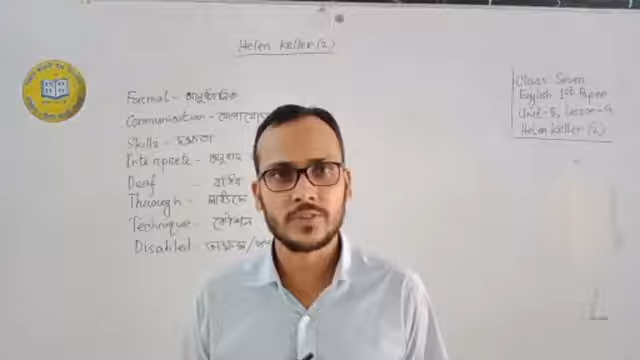 Helen Keller (2)
Formal - আনুষ্ঠানিক
Communication - যোগাযোগ
Skills - দক্ষতা
Interprete - অনুবাদ
Deaf - বধির
Through - মাধ্যমে
Technique - কৌশল
Disabled -
Class: Seven
English 1st Paper
Unit-5, Lesson-4
Helen Keller (2)